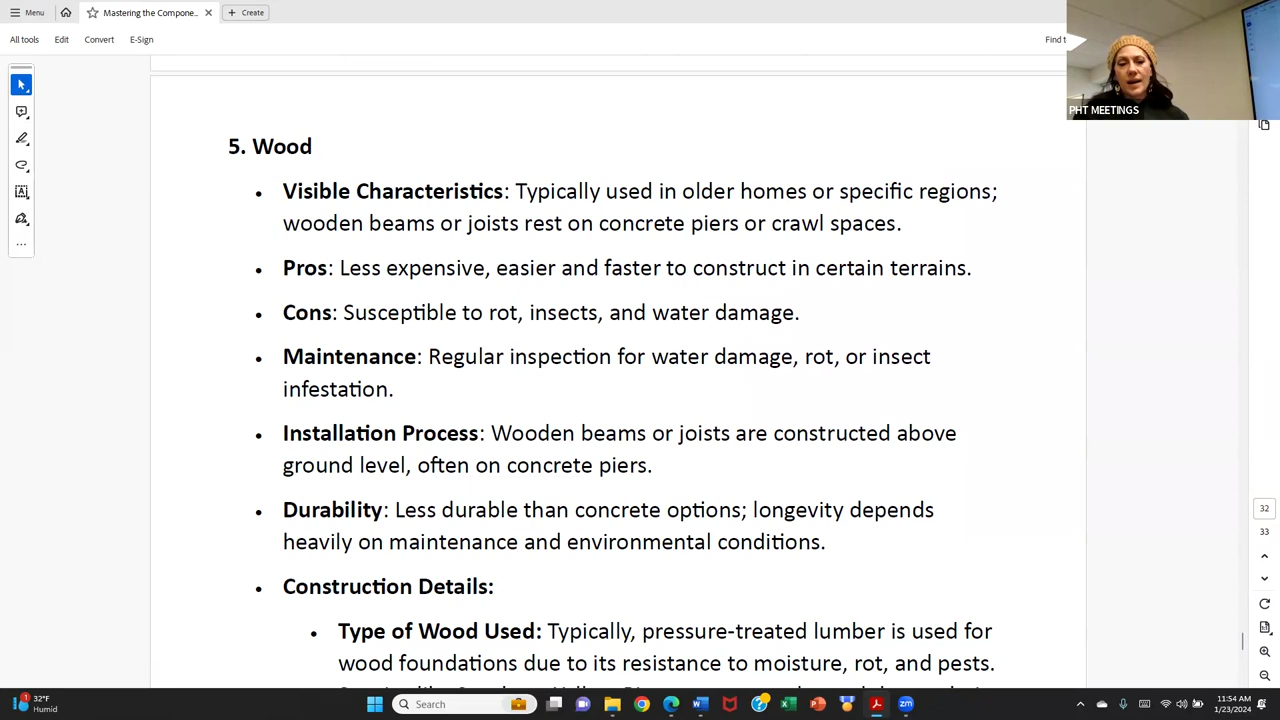 Menu
Mastering the Compone...
Create
All tools
Edit
Convert
E-Sign
Find t
PHT MEETINGS
5. Wood
• Visible Characteristics: Typically used in older homes or specific regions;
wooden beams or joists rest on concrete piers or crawl spaces.
• Pros: Less expensive, easier and faster to construct in certain terrains.
• Cons: Susceptible to rot, insects, and water damage.
• Maintenance: Regular inspection for water damage, rot, or insect
infestation.
• Installation Process: Wooden beams or joists are constructed above
ground level, often on concrete piers.
• Durability: Less durable than concrete options; longevity depends
heavily on maintenance and environmental conditions.
• Construction Details:
• Type of Wood Used: Typically, pressure-treated lumber is used for
wood foundations due to its resistance to moisture, rot, and pests.
32
33
1
32°F
Humid
Search
11:54 AM
1/23/2024